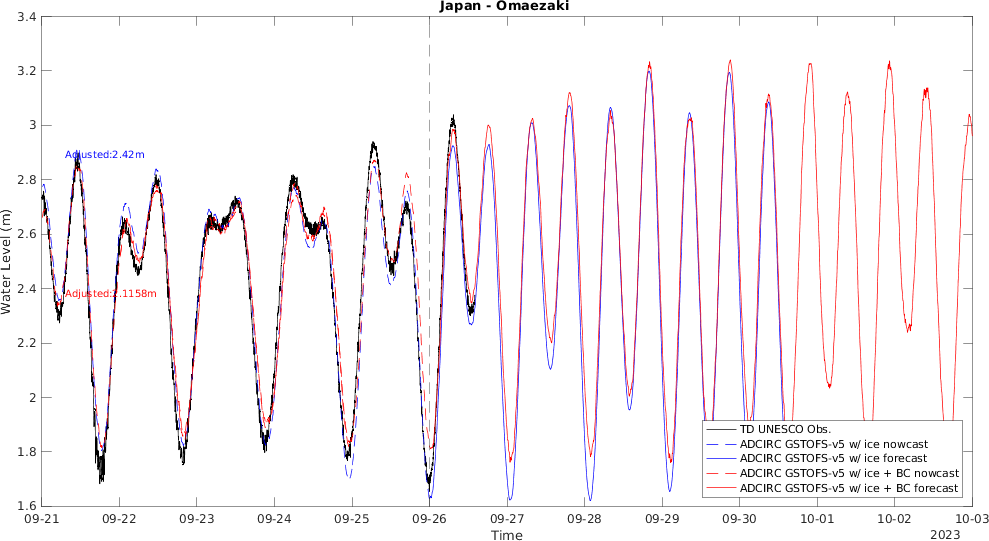 Japan - Omaezaki
3.4
3.2
3
2.8
2.6
2.4
2.2
2
1.8
1.6
Water Level (m)
Adjusted:2.42m
Adjusted:2.1158m
TD UNESCO Obs.
ADCIRC GSTOFS-v5 w/ ice nowcast
ADCIRC GSTOFS-v5 w/ ice forecast
ADCIRC GSTOFS-v5 w/ ice + BC nowcast
ADCIRC GSTOFS-v5 w/ ice + BC forecast
09-21 09-22 09-23 09-24 09-25 09-26 09-27 09-28 09-29 09-30 10-01 10-02 10-03
Time
2023